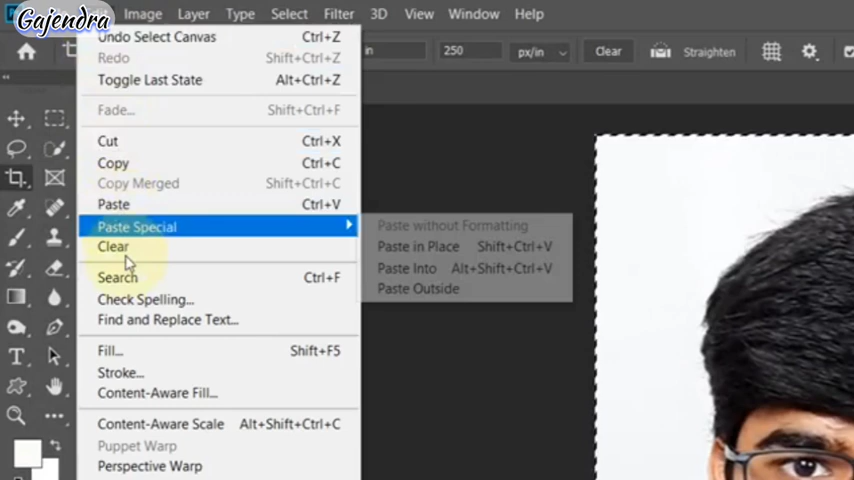 Gajendra
Ps Edit Image Layer Type Select Filter 3D View Window Help
in 250 px/in Clear Straighten
Undo Select Canvas Ctrl+Z
Redo Shift+Ctrl+Z
Toggle Last State Alt+Ctrl+Z
Fade... Shift+Ctrl+F
Cut Ctrl+X
Copy Ctrl+C
Copy Merged Shift+Ctrl+C
Paste Ctrl+V
Paste Special
Paste without Formatting
Clear
Paste in Place Shift+Ctrl+V
Paste Into Alt+Shift+Ctrl+V
Search Ctrl+F
Paste Outside
Check Spelling...
Find and Replace Text...
Fill... Shift+F5
Stroke...
Content-Aware Fill...
Content-Aware Scale Alt+Shift+Ctrl+C
Puppet Warp
Perspective Warp